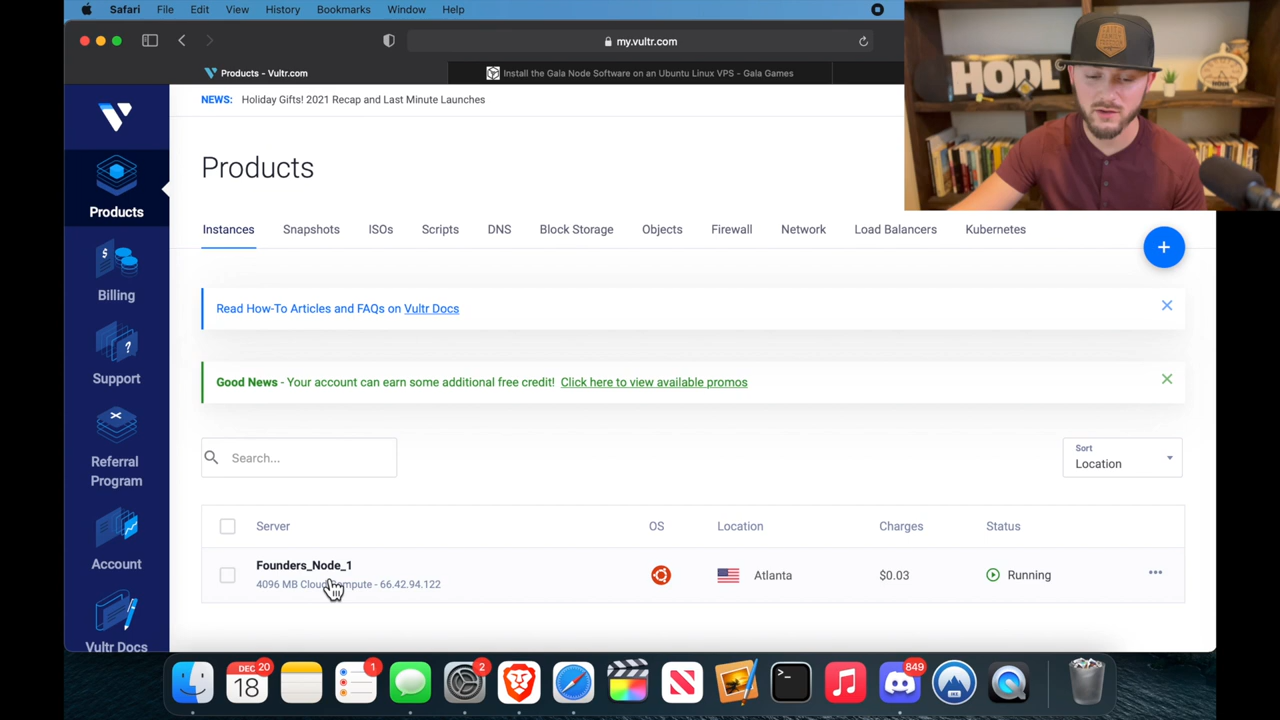 Safari File Edit View History Bookmarks Window Help
my.vultr.com
Products - Vultr.com
Install the Gala Node Software on an Ubuntu Linux VPS - Gala Games
NEWS: Holiday Gifts! 2021 Recap and Last Minute Launches
HODL
Products
Products
Instances Snapshots ISOs Scripts DNS Block Storage Objects Firewall Network Load Balancers Kubernetes
+
Billing
Read How-To Articles and FAQs on Vultr Docs
Support
Good News - Your account can earn some additional free credit! Click here to view available promos
Referral
Program
Search...
Sort
Location
Account
Server OS Location Charges Status
Founders_Node_1
4096 MB Cloud Compute - 66.42.94.122
Atlanta $0.03 Running
Vultr Docs
DEC 20
18
1
2
849